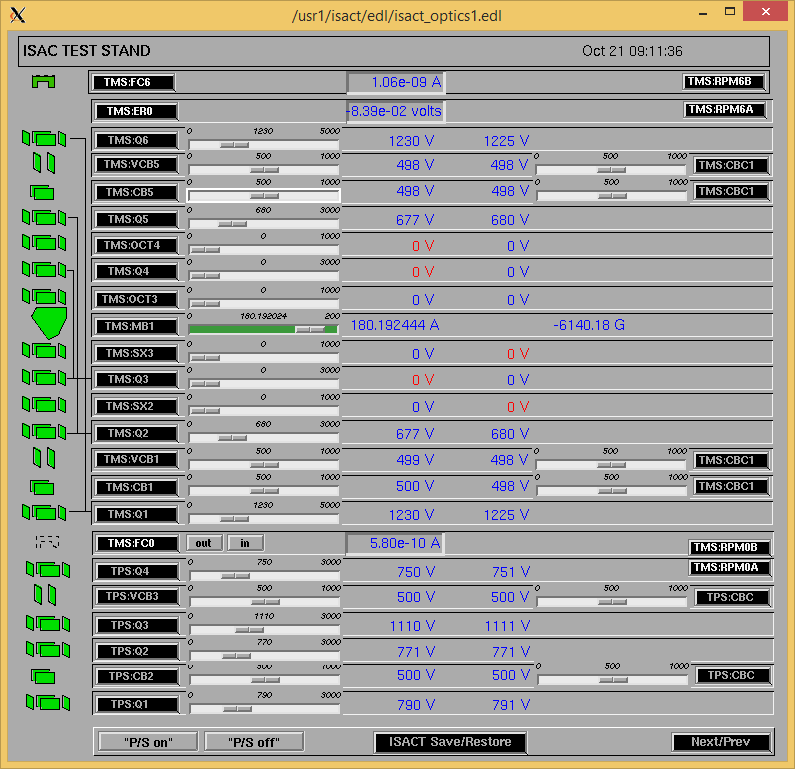 /usr1/isact/edl/isact_optics1.edl
ISAC TEST STAND Oct 21 09:11:36
TMS:FC6 1.06e-09 A TMS:RPM6B
TMS:ER0 -8.39e-02 volts TMS:RPM6A
TMS:Q6 0 1230 5000 1230 V 1225 V
TMS:VCB5 0 500 1000 498 V 498 V 0 500 1000 TMS:CBC1
TMS:CB5 0 500 1000 498 V 498 V 0 500 1000 TMS:CBC1
TMS:Q5 0 680 3000 677 V 680 V
TMS:OCT4 0 0 1000 0 V 0 V
TMS:Q4 0 0 3000 0 V 0 V
TMS:OCT3 0 0 1000 0 V 0 V
TMS:MB1 0 180.192024 200 180.192444 A -6140.18 G
TMS:SX3 0 0 1000 0 V 0 V
TMS:Q3 0 0 3000 0 V 0 V
TMS:SX2 0 0 1000 0 V 0 V
TMS:Q2 0 680 3000 677 V 680 V
TMS:VCB1 0 500 1000 499 V 498 V 0 500 1000 TMS:CBC1
TMS:CB1 0 500 1000 500 V 498 V 0 500 1000 TMS:CBC1
TMS:Q1 0 1230 5000 1230 V 1225 V
TMS:FC0 out in 5.80e-10 A TMS:RPM0B
TPS:Q4 0 750 3000 750 V 751 V TMS:RPM0A
TPS:VCB3 0 500 1000 500 V 500 V 0 500 1000 TPS:CBC
TPS:Q3 0 1110 3000 1110 V 1111 V
TPS:Q2 0 770 3000 771 V 771 V
TPS:CB2 0 500 1000 500 V 500 V 0 500 1000 TPS:CBC
TPS:Q1 0 790 3000 790 V 791 V
"P/S on" "P/S off" ISACT Save/Restore Next/Prev